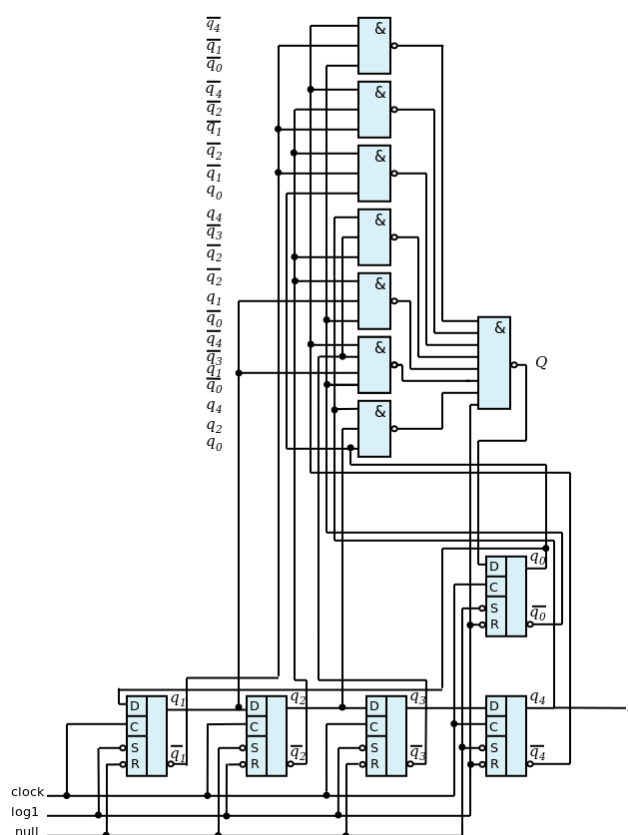 q̅4̅
&
q̅1̅
q̅0̅
q̅4̅
&
q̅2̅
q̅1̅
q̅2̅
&
q̅1̅
q0
q4
&
q̅3̅
q̅2̅
q̅2̅
&
q1
q̅0̅
q̅4̅
&
q̅3̅
q1
q̅0̅
q4
&
q2
q0
&
Q
D q0
C
S q̅0̅
R
D q1
C
S q̅1̅
R
D q2
C
S q̅2̅
R
D q3
C
S q̅3̅
R
D q4
C
S q̅4̅
R
clock
log1
null